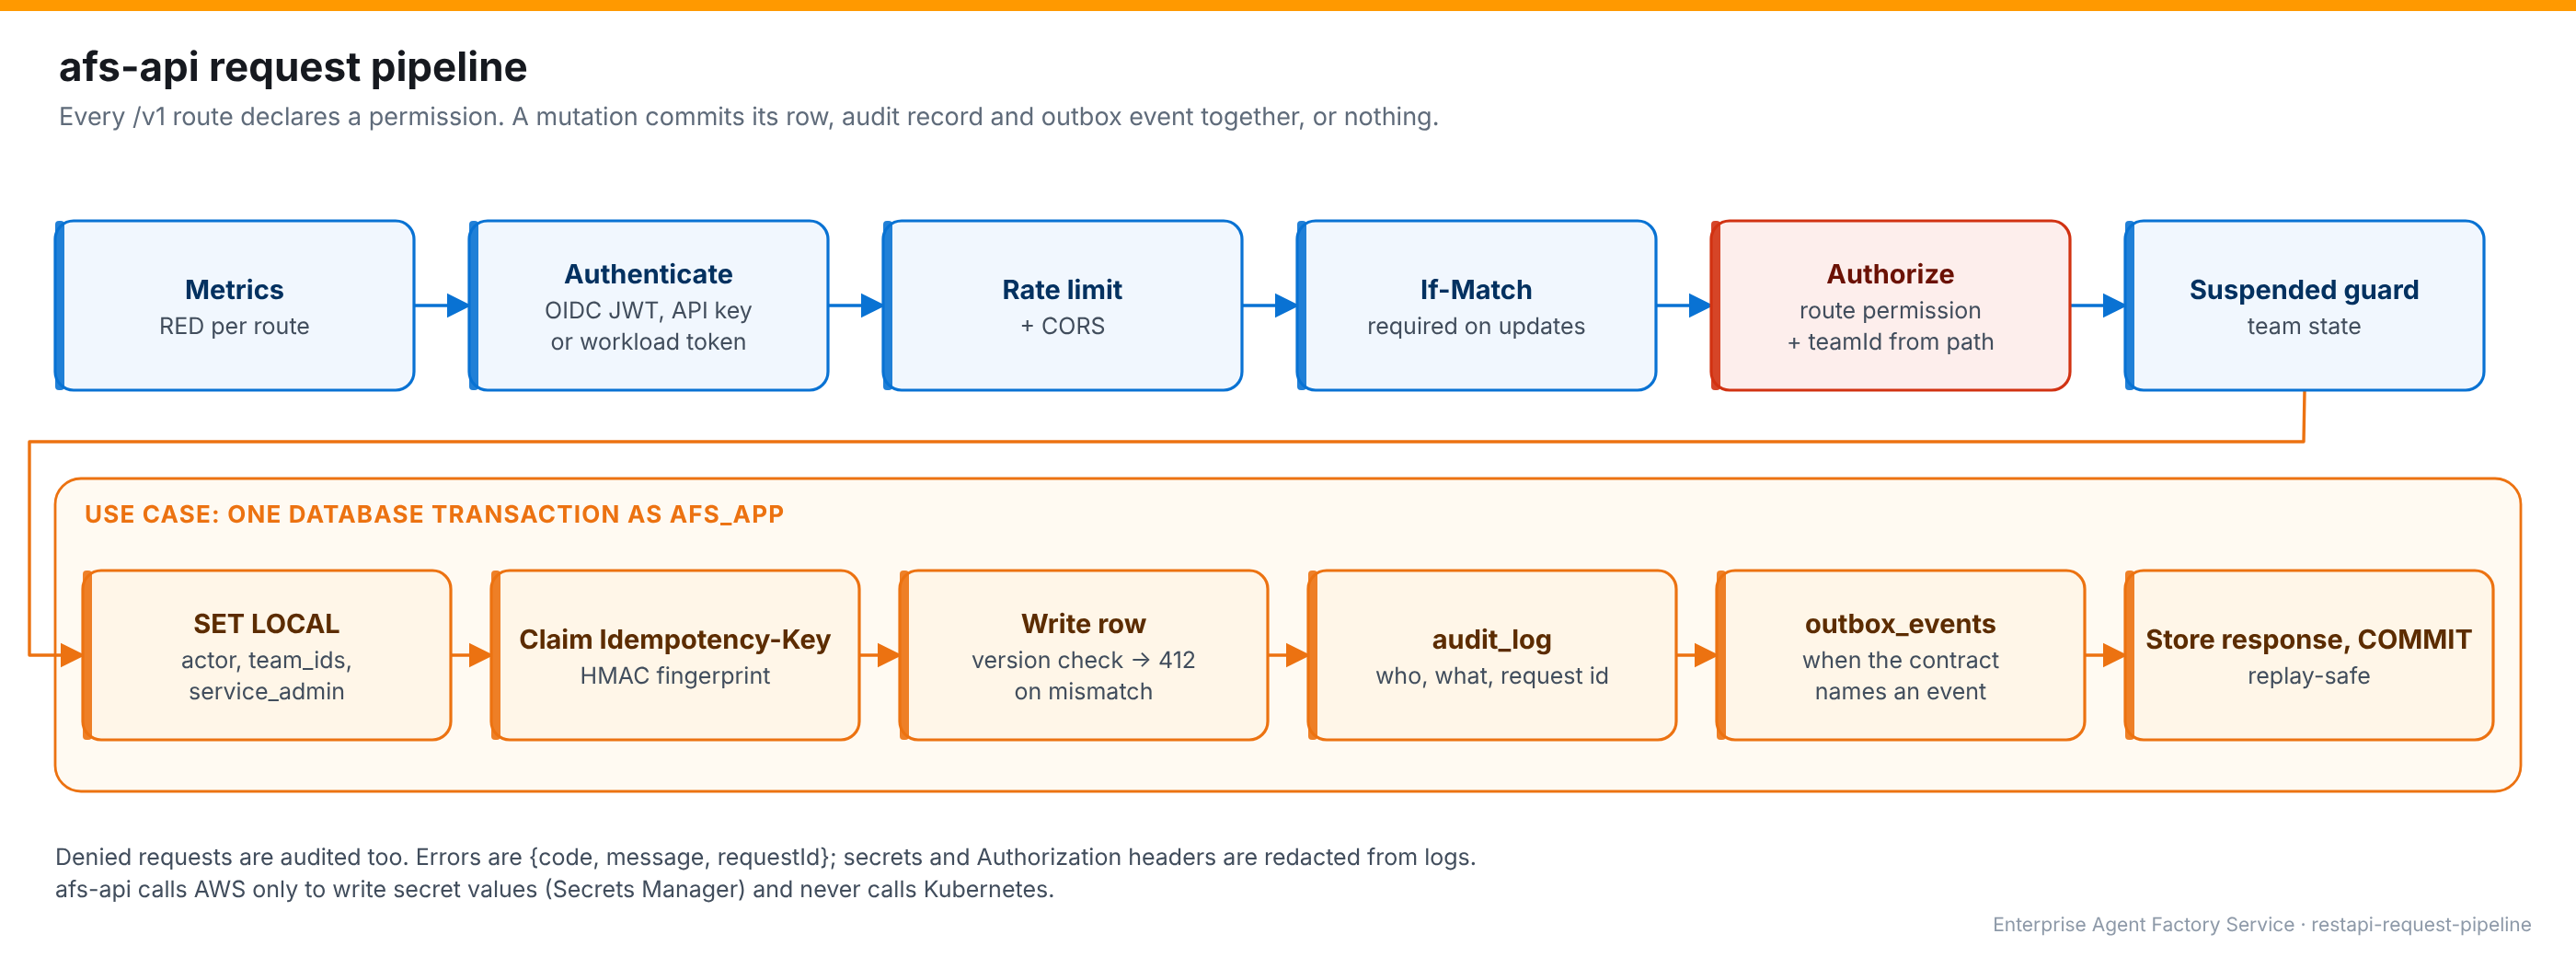 afs-api request pipeline
Every /v1 route declares a permission. A mutation commits its row, audit record and outbox event together, or nothing.
Metrics
RED per route
Authenticate
OIDC JWT, API key
or workload token
Rate limit
+ CORS
If-Match
required on updates
Authorize
route permission
+ teamId from path
Suspended guard
team state
USE CASE: ONE DATABASE TRANSACTION AS AFS_APP
SET LOCAL
actor, team_ids,
service_admin
Claim Idempotency-Key
HMAC fingerprint
Write row
version check → 412
on mismatch
audit_log
who, what, request id
outbox_events
when the contract
names an event
Store response, COMMIT
replay-safe
Denied requests are audited too. Errors are {code, message, requestId}; secrets and Authorization headers are redacted from logs.
afs-api calls AWS only to write secret values (Secrets Manager) and never calls Kubernetes.
Enterprise Agent Factory Service · restapi-request-pipeline